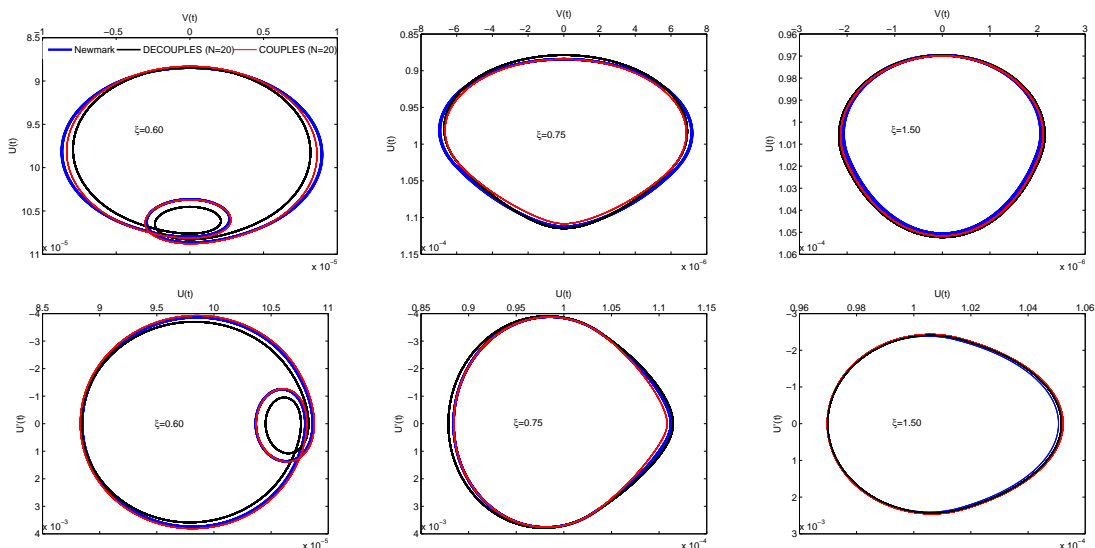 V(t)
V(t)
V(t)
−1 −0.5 0 0.5 1
−8 −6 −4 −2 0 2 4 6 8
−3 −2 −1 0 1 2 3
x 10⁻⁵
x 10⁻⁶
x 10⁻⁶
Newmark DECOUPLES (N=20) COUPLES (N=20)
U(t)
8.5
9
9.5
10
10.5
11
x 10⁻⁵
ξ=0.60
U(t)
0.85
0.9
0.95
1
1.05
1.1
1.15
x 10⁻⁴
ξ=0.75
U(t)
0.96
0.97
0.98
0.99
1
1.01
1.02
1.03
1.04
1.05
1.06
x 10⁻⁴
ξ=1.50
U(t)
8.5 9 9.5 10 10.5 11
x 10⁻⁵
U'(t)
−4
−3
−2
−1
0
1
2
3
4
x 10⁻³
ξ=0.60
U(t)
0.85 0.9 0.95 1 1.05 1.1 1.15
x 10⁻⁴
U'(t)
−4
−3
−2
−1
0
1
2
3
4
x 10⁻³
ξ=0.75
U(t)
0.96 0.98 1 1.02 1.04 1.06
x 10⁻⁴
U'(t)
−3
−2
−1
0
1
2
3
x 10⁻³
ξ=1.50